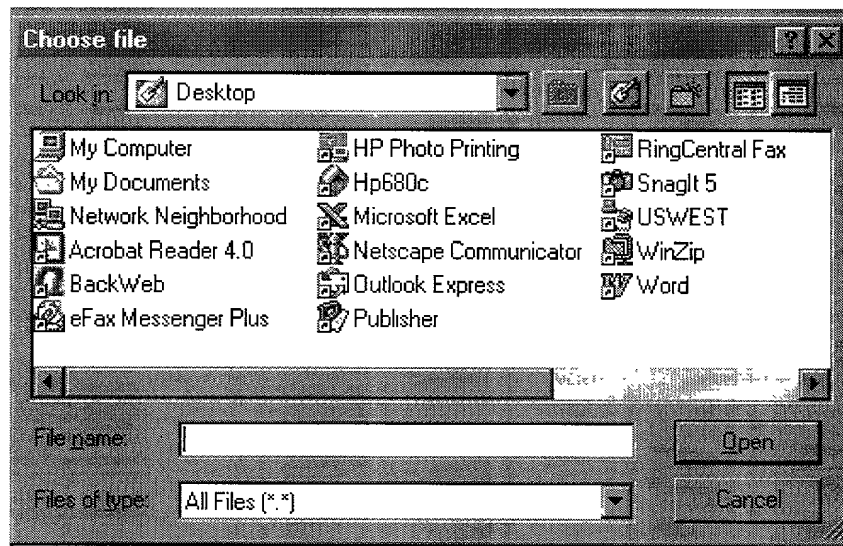 Choose file
Look in: Desktop
My Computer
My Documents
Network Neighborhood
Acrobat Reader 4.0
BackWeb
eFax Messenger Plus
HP Photo Printing
Hp680c
Microsoft Excel
Netscape Communicator
Outlook Express
Publisher
RingCentral Fax
SnagIt 5
USWEST
WinZip
Word
File name:
Open
Files of type: All Files (*.*)
Cancel